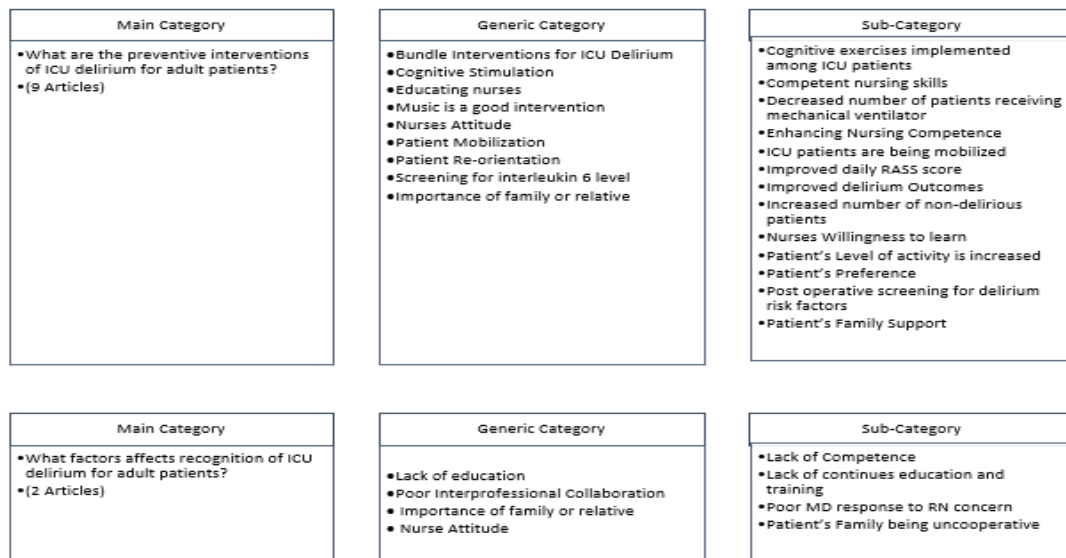 Main Category
•What are the preventive interventions
of ICU delirium for adult patients?
•(9 Articles)
Generic Category
•Bundle Interventions for ICU Delirium
•Cognitive Stimulation
•Educating nurses
•Music is a good intervention
•Nurses Attitude
•Patient Mobilization
•Patient Re-orientation
•Screening for interleukin 6 level
•Importance of family or relative
Sub-Category
•Cognitive exercises implemented
among ICU patients
•Competent nursing skills
•Decreased number of patients receiving
mechanical ventilator
•Enhancing Nursing Competence
•ICU patients are being mobilized
•Improved daily RASS score
•Improved delirium Outcomes
•Increased number of non-delirious
patients
•Nurses Willingness to learn
•Patient's Level of activity is increased
•Patient's Preference
•Post operative screening for delirium
risk factors
•Patient's Family Support
Main Category
•What factors affects recognition of ICU
delirium for adult patients?
•(2 Articles)
Generic Category
•Lack of education
•Poor Interprofessional Collaboration
• Importance of family or relative
• Nurse Attitude
Sub-Category
•Lack of Competence
•Lack of continues education and
training
•Poor MD response to RN concern
•Patient's Family being uncooperative